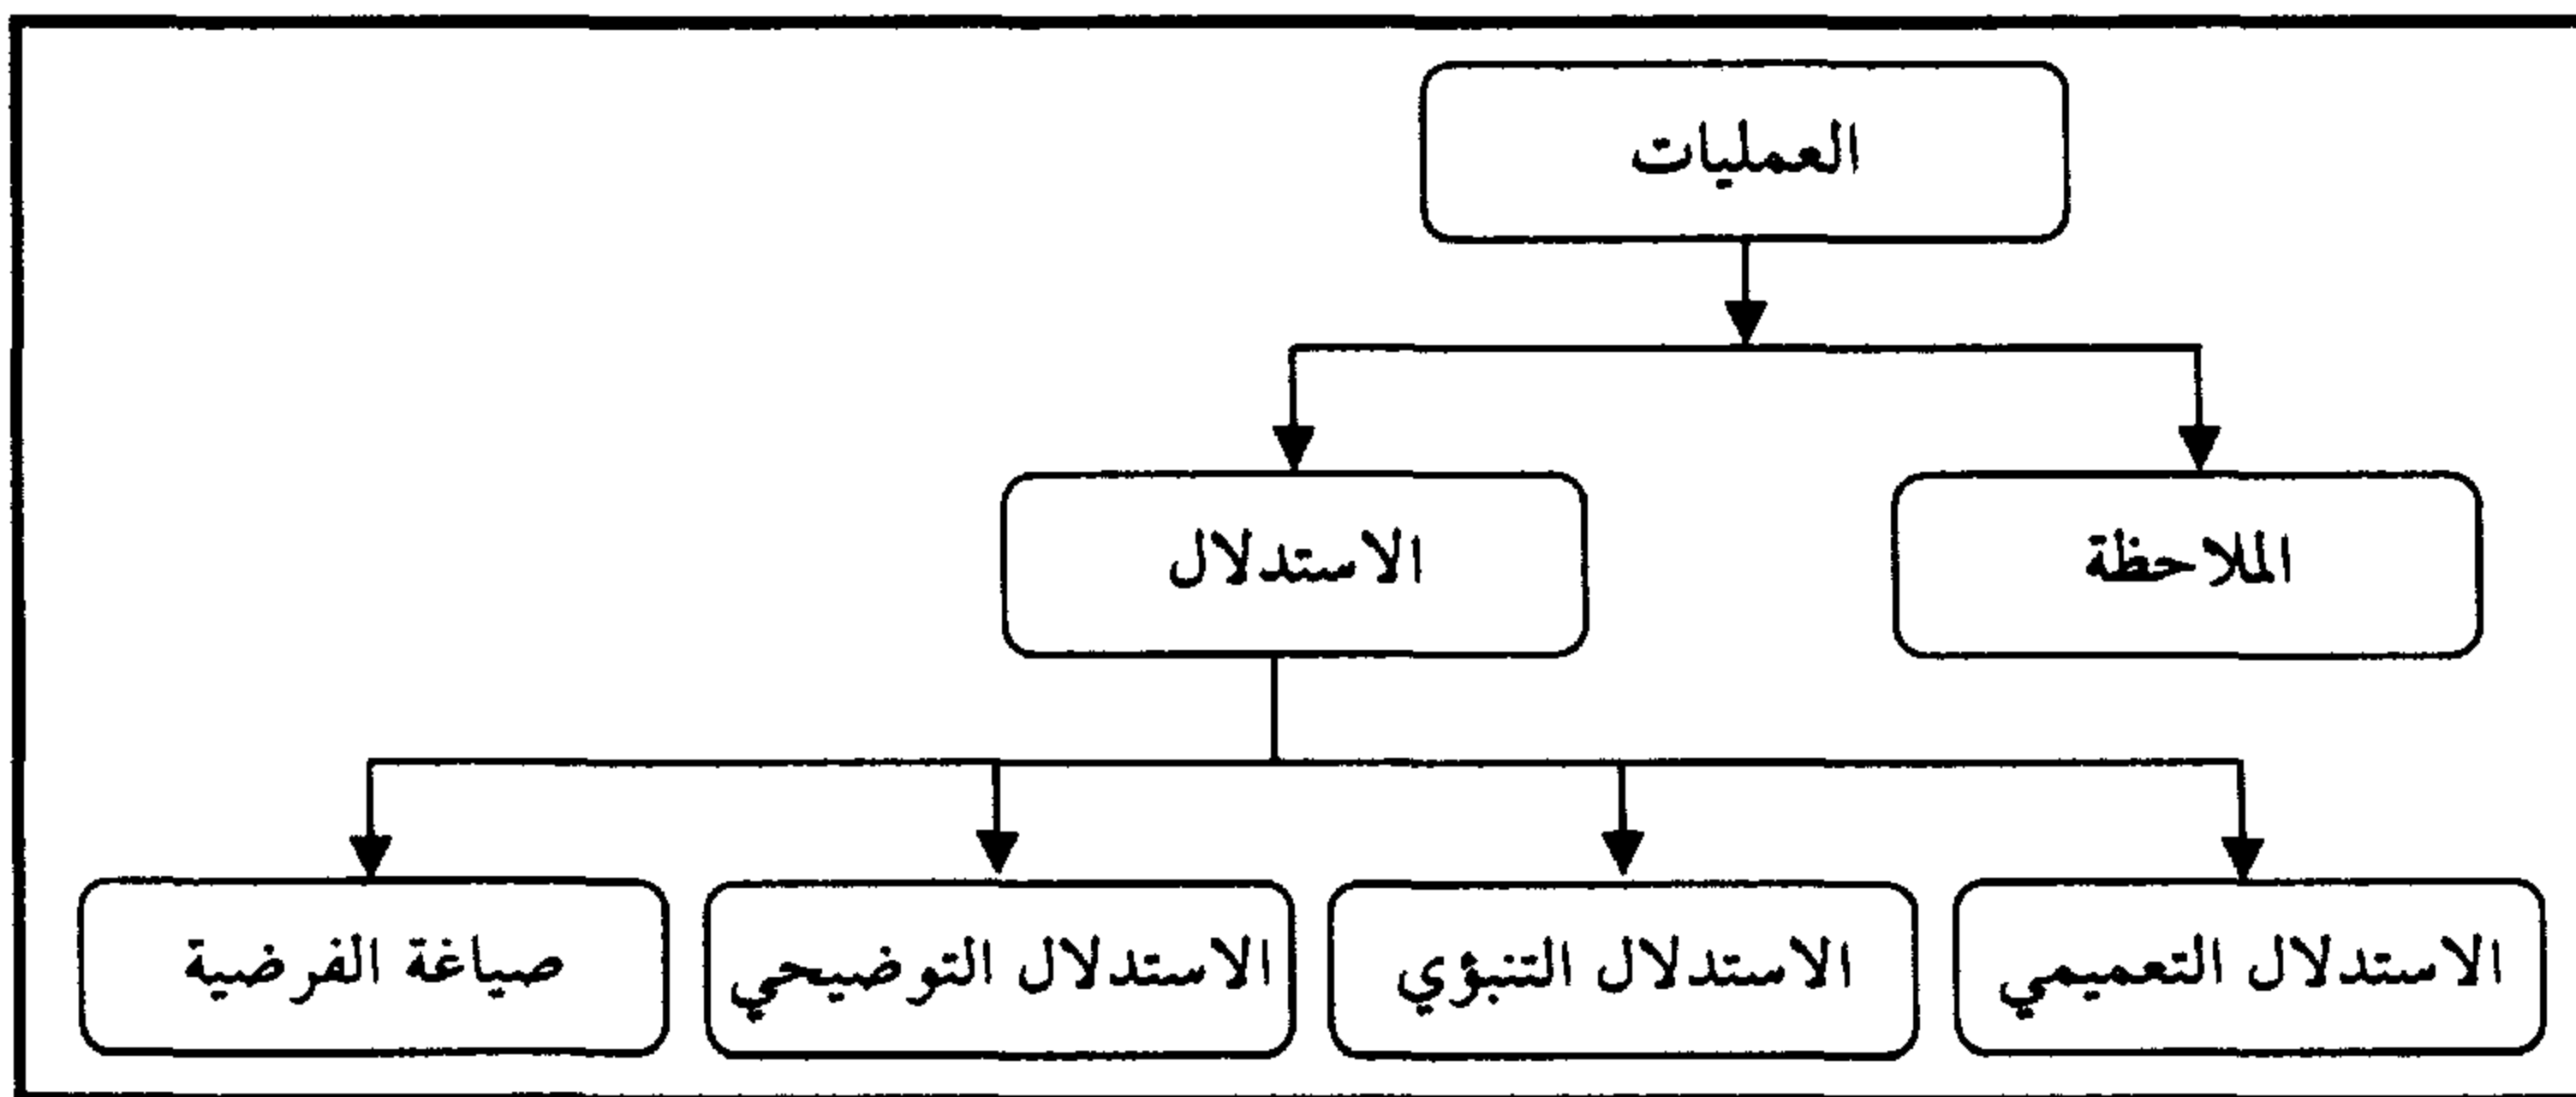 العمليات
الملاحظة
الاستدلال
الاستدلال التعميمي
الاستدلال التنبؤي
الاستدلال التوضيحي
صياغة الفرضية